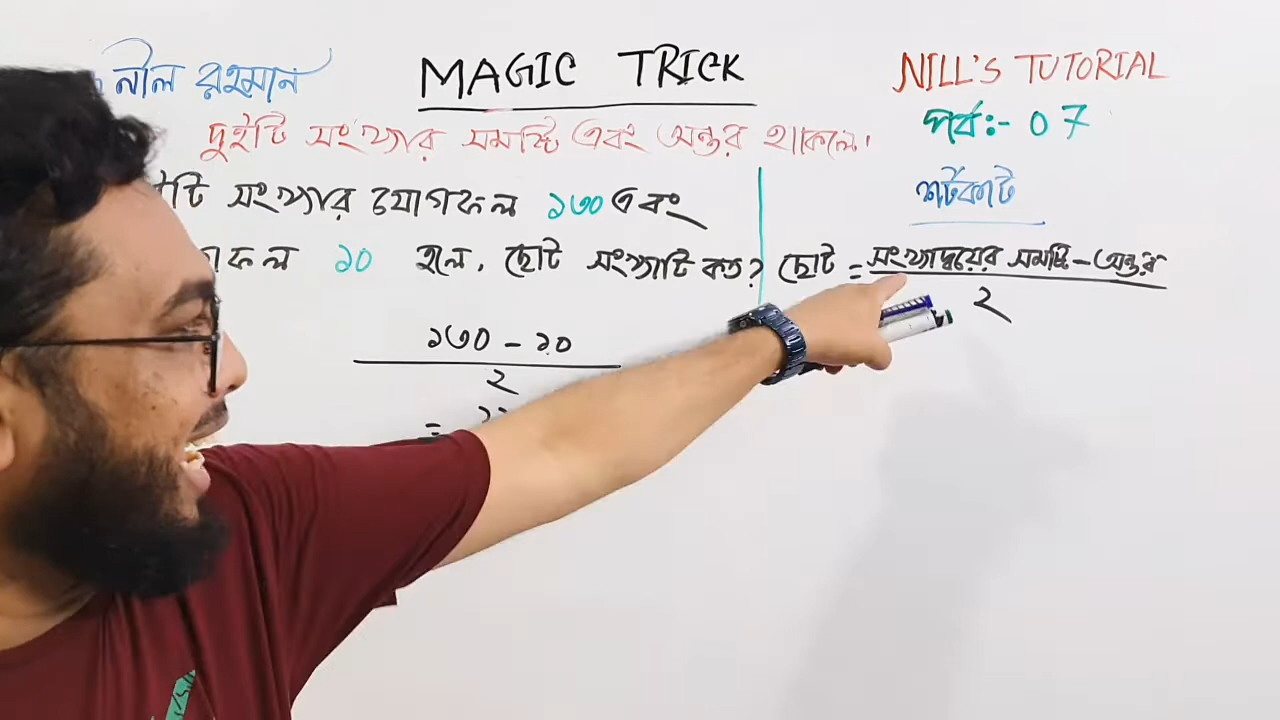 নীল রহমান
MAGIC TRICK
NILL'S TUTORIAL
পর্ব:- 07
দুইটি সংখ্যার সমষ্টি এবং অন্তর থাকলে।
সংখ্যার যোগফল ১৩০ এবং
১০ হলে, ছোট সংখ্যাটি কত?
১৩০ - ১০
২
=
শর্টকাট
ছোট = সংখ্যাদ্বয়ের সমষ্টি - অন্তর
২